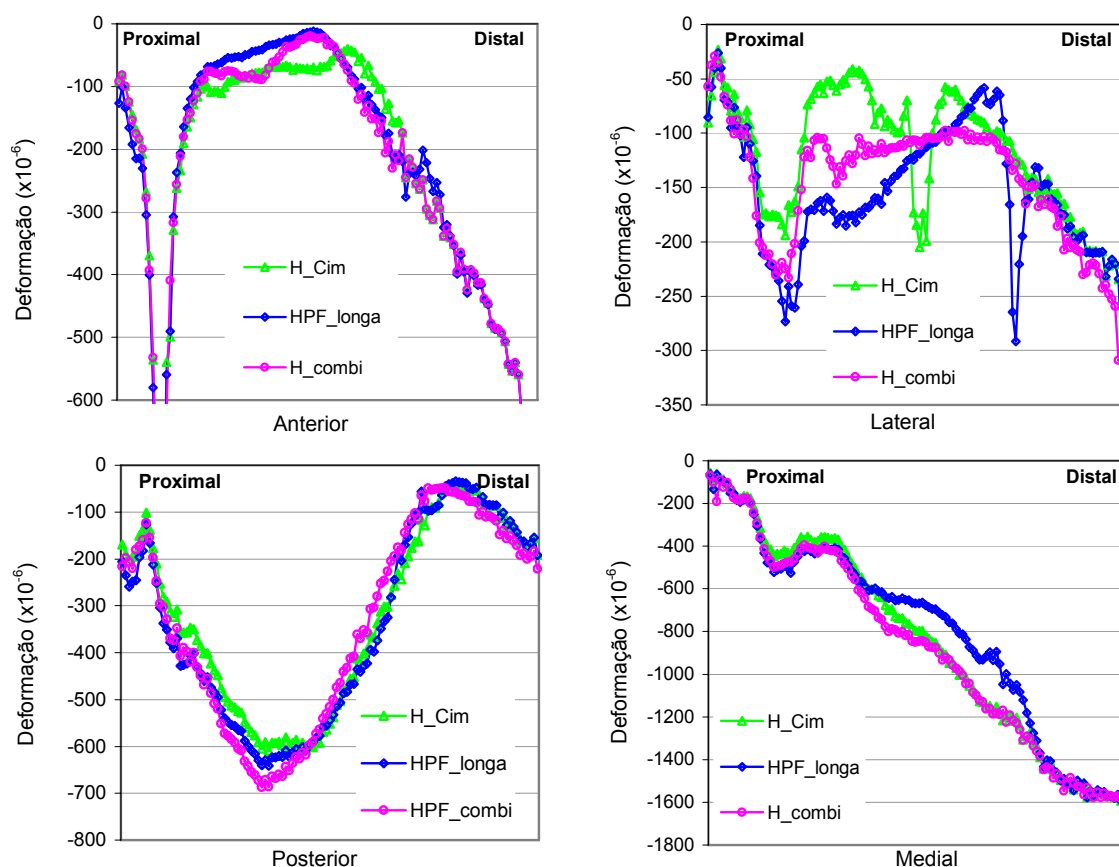 0
-100
-200
-300
-400
-500
-600
Deformação (x10⁻⁶)
Proximal Distal
H_Cim
HPF_longa
H_combi
Anterior
0
-50
-100
-150
-200
-250
-300
-350
Deformação (x10⁻⁶)
Proximal Distal
H_Cim
HPF_longa
H_combi
Lateral
0
-100
-200
-300
-400
-500
-600
-700
-800
Deformação (x10⁻⁶)
Proximal Distal
H_Cim
HPF_longa
HPF_combi
Posterior
0
-200
-400
-600
-800
-1000
-1200
-1400
-1600
-1800
Deformação (x10⁻⁶)
Proximal Distal
H_Cim
HPF_longa
H_combi
Medial